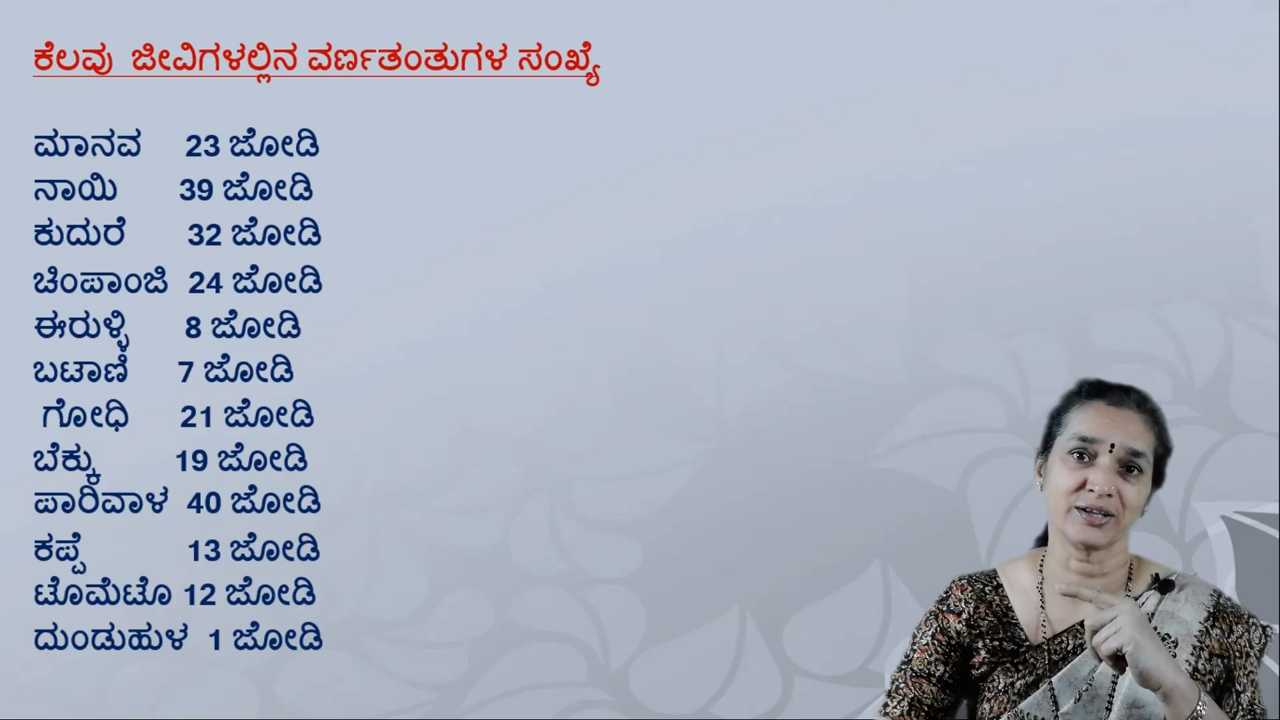 ಕೆಲವು ಜೀವಿಗಳಲ್ಲಿನ ವರ್ಣತಂತುಗಳ ಸಂಖ್ಯೆ
ಮಾನವ 23 ಜೋಡಿ
ನಾಯಿ 39 ಜೋಡಿ
ಕುದುರೆ 32 ಜೋಡಿ
ಚಿಂಪಾಂಜಿ 24 ಜೋಡಿ
ಈರುಳ್ಳಿ 8 ಜೋಡಿ
ಬಟಾಣಿ 7 ಜೋಡಿ
ಗೋಧಿ 21 ಜೋಡಿ
ಬೆಕ್ಕು 19 ಜೋಡಿ
ಪಾರಿವಾಳ 40 ಜೋಡಿ
ಕಪ್ಪೆ 13 ಜೋಡಿ
ಟೊಮೆಟೊ 12 ಜೋಡಿ
ದುಂಡುಹುಳ 1 ಜೋಡಿ